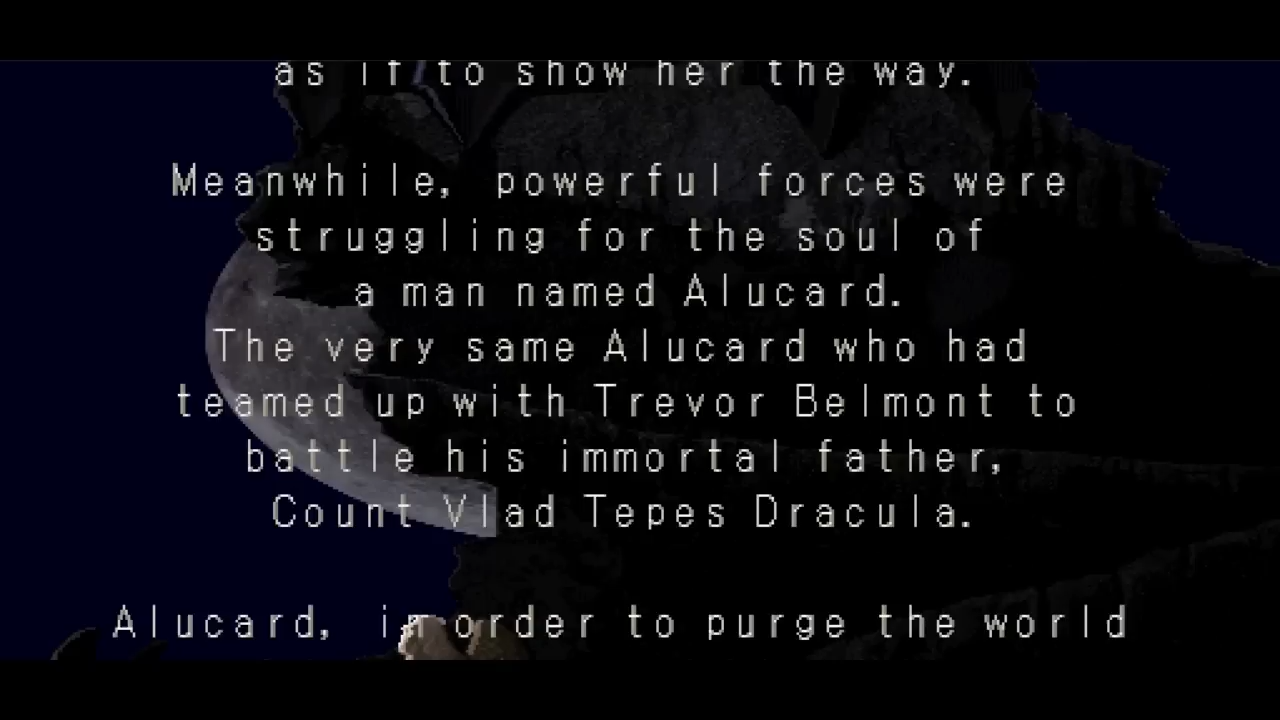 as if to show her the way.
Meanwhile, powerful forces were
struggling for the soul of
a man named Alucard.
The very same Alucard who had
teamed up with Trevor Belmont to
battle his immortal father,
Count Vlad Tepes Dracula.
Alucard, in order to purge the world